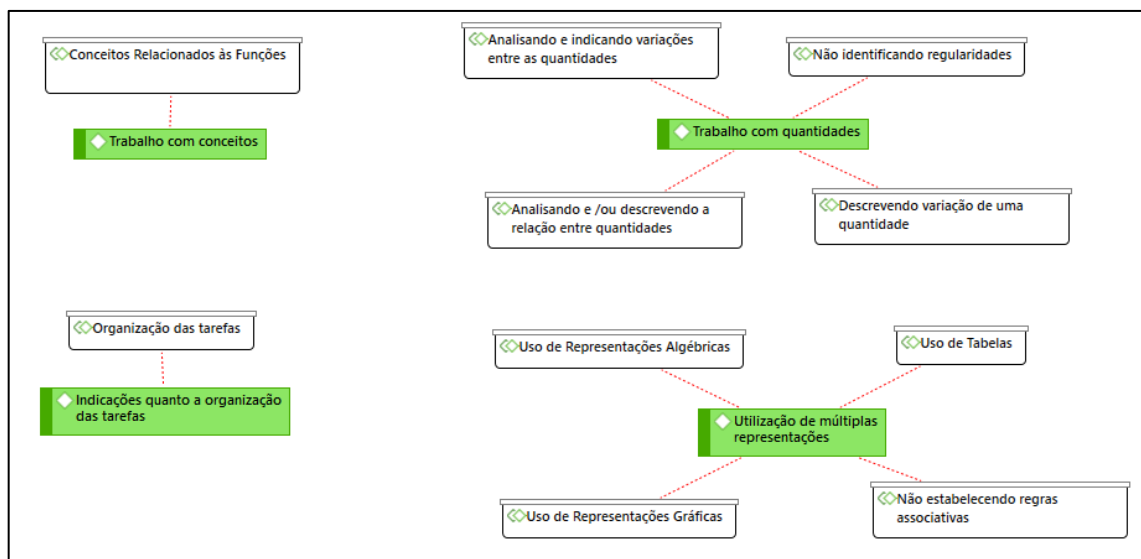 Conceitos Relacionados às Funções
Trabalho com conceitos
Analisando e indicando variações
entre as quantidades
Não identificando regularidades
Trabalho com quantidades
Analisando e /ou descrevendo a
relação entre quantidades
Descrevendo variação de uma
quantidade
Organização das tarefas
Indicações quanto a organização
das tarefas
Uso de Representações Algébricas
Uso de Tabelas
Utilização de múltiplas
representações
Uso de Representações Gráficas
Não estabelecendo regras
associativas